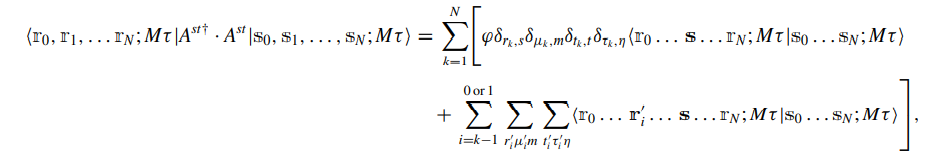 ⟨𝕣₀, 𝕣₁, … 𝕣_N; Mτ|A^{st†} · A^{st}|𝕤₀, 𝕤₁, …, 𝕤_N; Mτ⟩ = ∑_{k=1}^{N} [ φδ_{r_k,s}δ_{μ_k,m}δ_{t_k,t}δ_{τ_k,η}⟨𝕣₀ … 𝕤 … 𝕣_N; Mτ|𝕤₀ … 𝕤_N; Mτ⟩
+ ∑_{i=k−1}^{0 or 1} ∑_{r′_iμ′_im} ∑_{t′_iτ′_iη} ⟨𝕣₀ … 𝕣′_i … 𝕤 … 𝕣_N; Mτ|𝕤₀ … 𝕤_N; Mτ⟩ ],